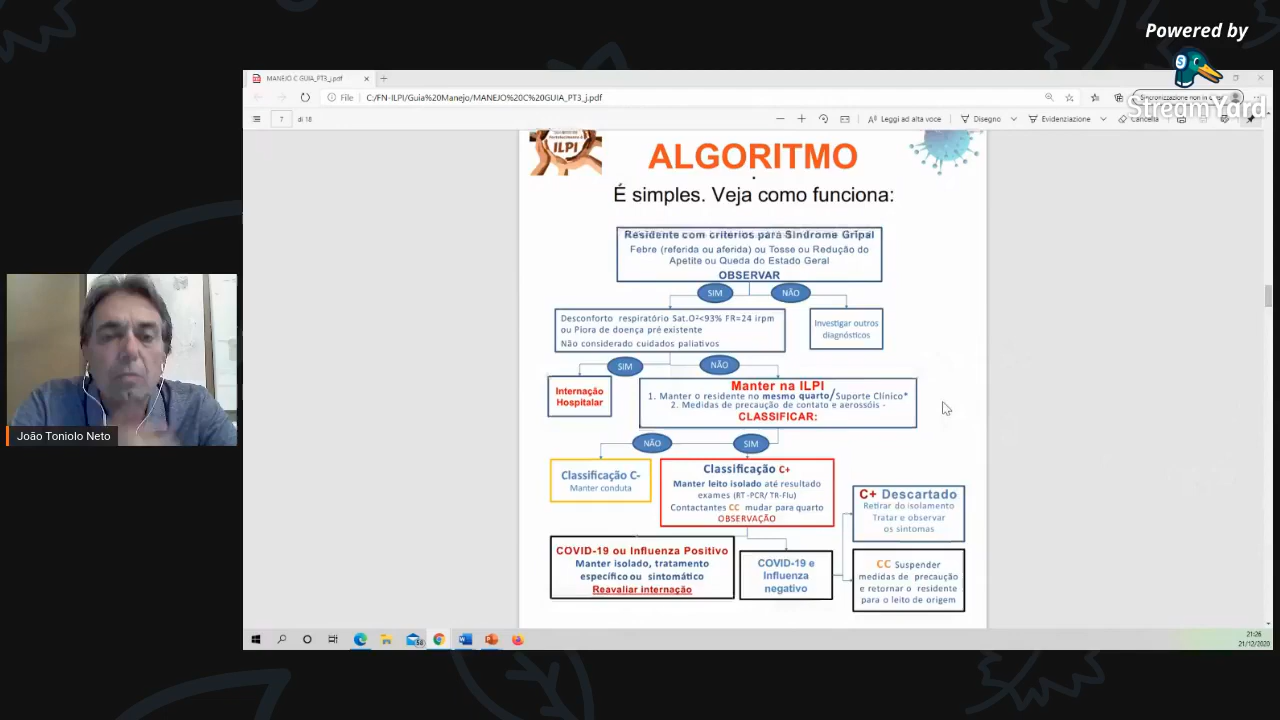 Powered by
StreamYard
MANEJO C GUIA_PT3_j.pdf
File
C:/FN-ILPI/Guia%20Manejo/MANEJO%20C%20GUIA_PT3_j.pdf
Sincronizzazione non in
7 di 18
Leggi ad alta voce
Disegno
Evidenziazione
Cancella
ILPI
ALGORITMO
É simples. Veja como funciona:
Residente com criterios para Síndrome Gripal
Febre (referida ou aferida) ou Tosse ou Redução do
Apetite ou Queda do Estado Geral
OBSERVAR
SIM
NÃO
Desconforto respiratório Sat.O²<93% FR=24 irpm
ou Piora de doença pré existente
Não considerado cuidados paliativos
Investigar outros
diagnósticos
SIM
NÃO
Internação
Hospitalar
Manter na ILPI
1. Manter o residente no mesmo quarto/Suporte Clínico*
2. Medidas de precaução de contato e aerossóis -
CLASSIFICAR:
NÃO
SIM
Classificação C-
Manter conduta
Classificação C+
Manter leito isolado até resultado
exames (RT -PCR/ TR-Flu)
Contactantes CC mudar para quarto
OBSERVAÇÃO
C+ Descartado
Retirar do isolamento
Tratar e observar
os sintomas
COVID-19 ou Influenza Positivo
Manter isolado, tratamento
específico ou sintomático
Reavaliar internação
COVID-19 e
Influenza
negativo
CC Suspender
medidas de precaução
e retornar o residente
para o leito de origem
João Toniolo Neto
21:26
21/12/2020